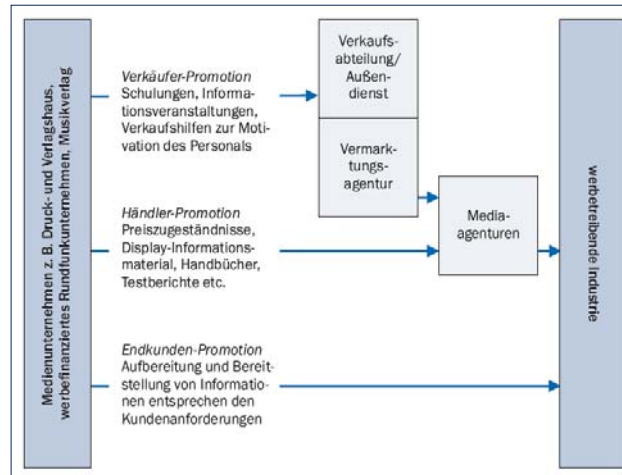 Medienunternehmen z. B. Druck- und Verlagshaus,
werbefinanziertes Rundfunkunternehmen, Musikverlag
Verkäufer-Promotion
Schulungen, Informa-
tionsveranstaltungen,
Verkaufshilfen zur Moti-
vation des Personals
Verkaufs-
abteilung/
Außen-
dienst
Vermark-
tungs-
agentur
Händler-Promotion
Preiszugeständnisse,
Display-Informations-
material, Handbücher,
Testberichte etc.
Media-
agenturen
Endkunden-Promotion
Aufbereitung und Bereit-
stellung von Informatio-
nen entsprechen den
Kundenanforderungen
werbetreibende Industrie